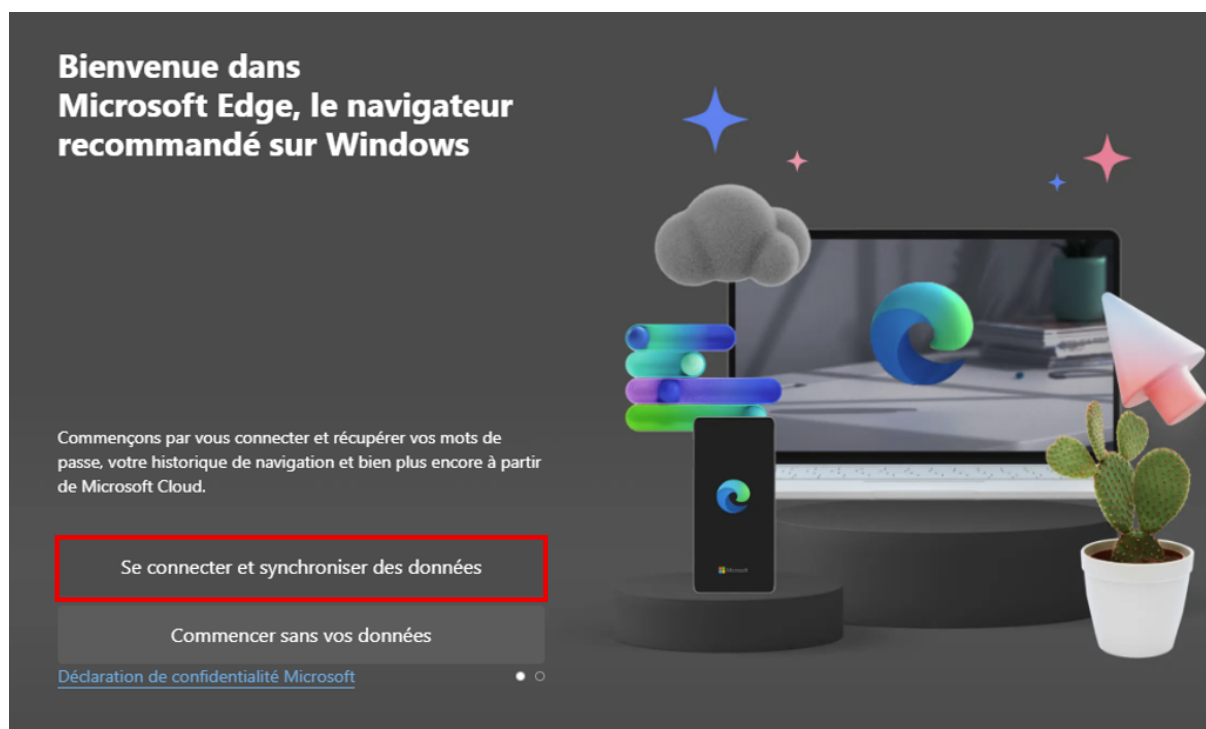 Bienvenue dans
Microsoft Edge, le navigateur
recommandé sur Windows
Commençons par vous connecter et récupérer vos mots de
passe, votre historique de navigation et bien plus encore à partir
de Microsoft Cloud.
Se connecter et synchroniser des données
Commencer sans vos données
Déclaration de confidentialité Microsoft
Microsoft